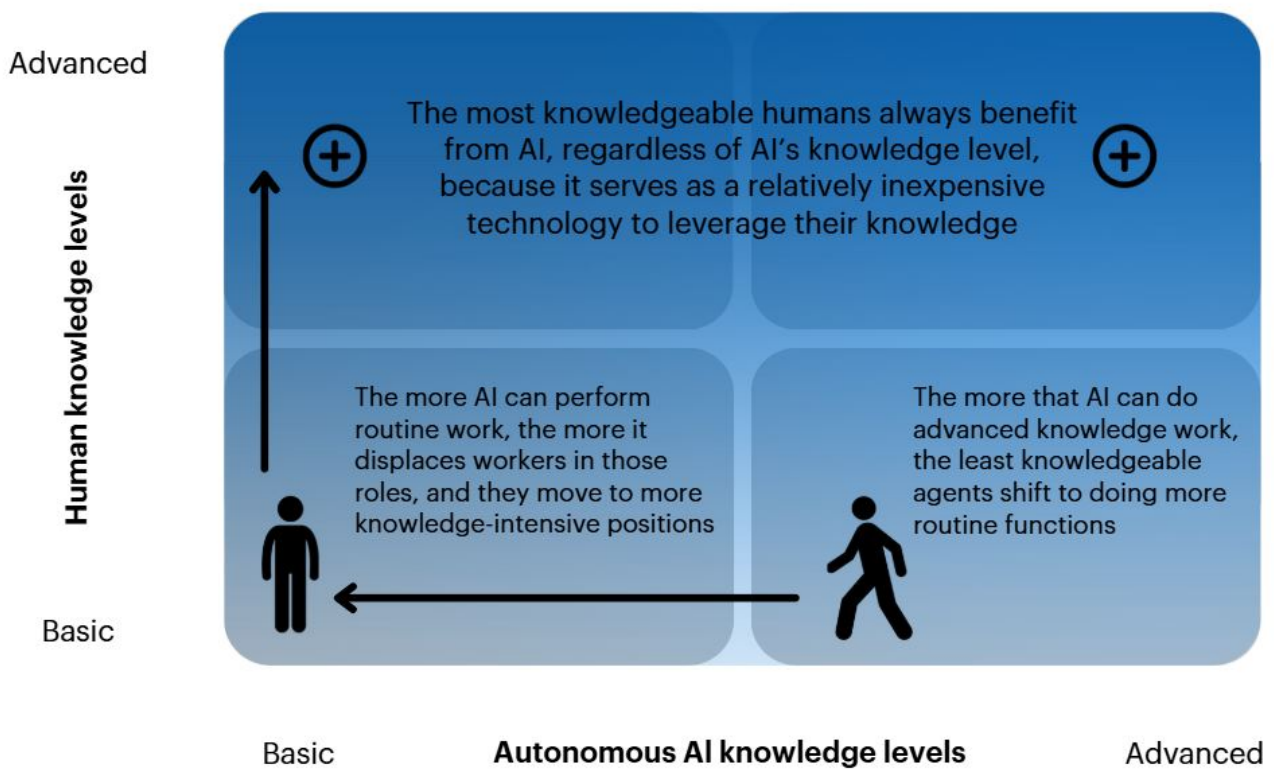 Advanced
Human knowledge levels
Basic
The most knowledgeable humans always benefit
from AI, regardless of AI's knowledge level,
because it serves as a relatively inexpensive
technology to leverage their knowledge
The more AI can perform
routine work, the more it
displaces workers in those
roles, and they move to more
knowledge-intensive positions
The more that AI can do
advanced knowledge work,
the least knowledgeable
agents shift to doing more
routine functions
Basic
Autonomous AI knowledge levels
Advanced